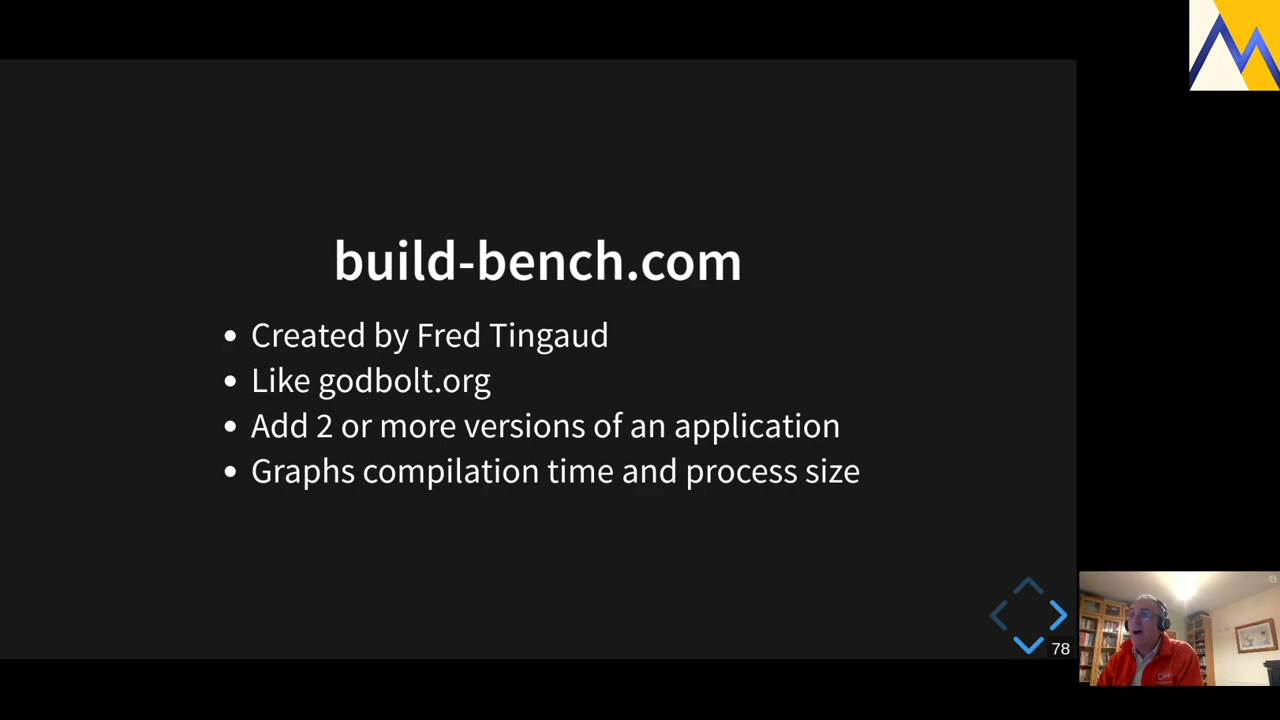 build-bench.com
Created by Fred Tingaud
Like godbolt.org
Add 2 or more versions of an application
Graphs compilation time and process size
78